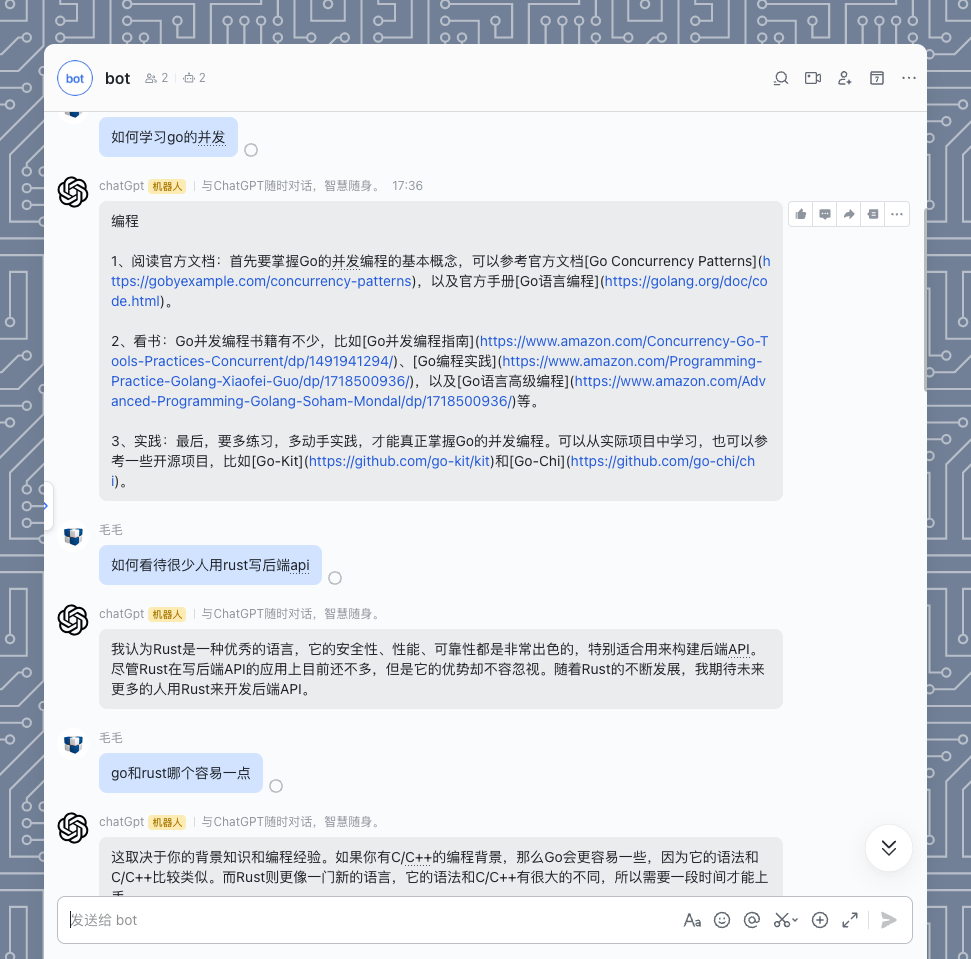 bot
bot
2
2
7
如何学习go的并发
chatGpt 机器人 与ChatGPT随时对话，智慧随身。 17:36
编程
1、阅读官方文档：首先要掌握Go的并发编程的基本概念，可以参考官方文档[Go Concurrency Patterns](h
ttps://gobyexample.com/concurrency-patterns)，以及官方手册[Go语言编程](https://golang.org/doc/co
de.html)。
2、看书：Go并发编程书籍有不少，比如[Go并发编程指南](https://www.amazon.com/Concurrency-Go-T
ools-Practices-Concurrent/dp/1491941294/)、[Go编程实践](https://www.amazon.com/Programming-
Practice-Golang-Xiaofei-Guo/dp/1718500936/)，以及[Go语言高级编程](https://www.amazon.com/Adv
anced-Programming-Golang-Soham-Mondal/dp/1718500936/)等。
3、实践：最后，要多练习，多动手实践，才能真正掌握Go的并发编程。可以从实际项目中学习，也可以参
考一些开源项目，比如[Go-Kit](https://github.com/go-kit/kit)和[Go-Chi](https://github.com/go-chi/ch
i)。
毛毛
如何看待很少人用rust写后端api
chatGpt 机器人 与ChatGPT随时对话，智慧随身。
我认为Rust是一种优秀的语言，它的安全性、性能、可靠性都是非常出色的，特别适合用来构建后端API。
尽管Rust在写后端API的应用上目前还不多，但是它的优势却不容忽视。随着Rust的不断发展，我期待未来
更多的人用Rust来开发后端API。
毛毛
go和rust哪个容易一点
chatGpt 机器人 与ChatGPT随时对话，智慧随身。
这取决于你的背景知识和编程经验。如果你有C/C++的编程背景，那么Go会更容易一些，因为它的语法和
C/C++比较类似。而Rust则更像一门新的语言，它的语法和C/C++有很大的不同，所以需要一段时间才能上
发送给 bot
Aa